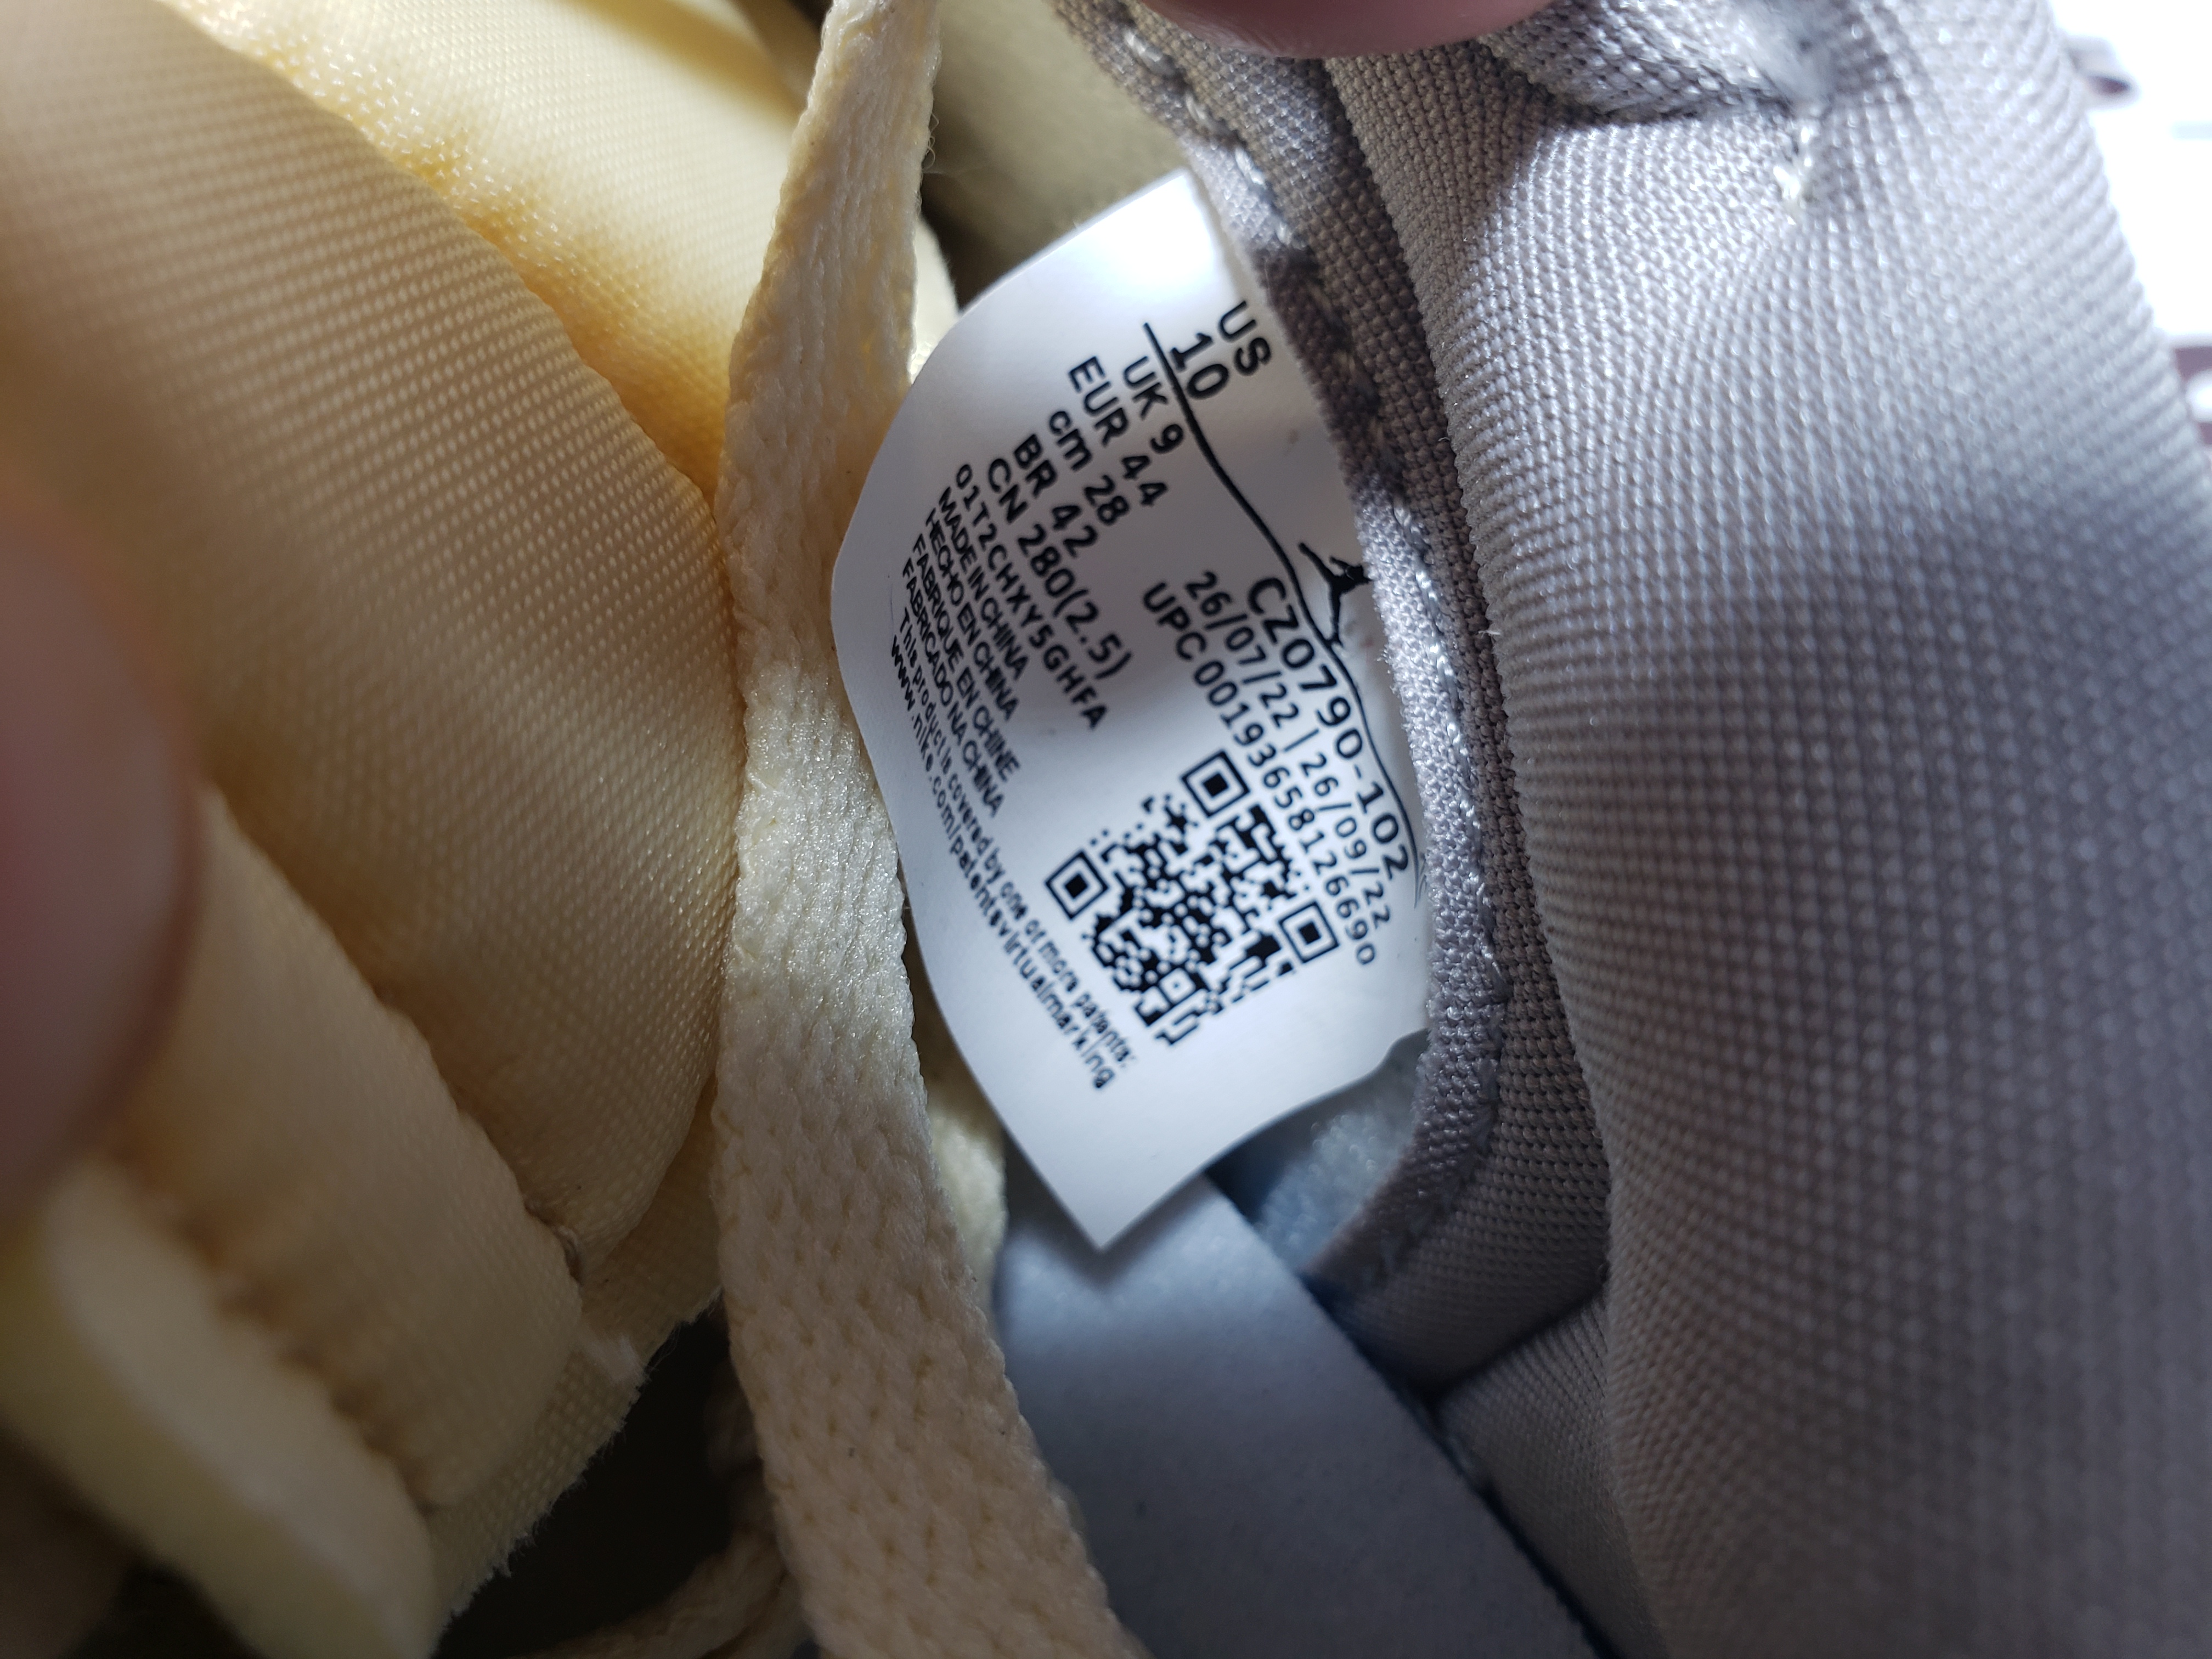 US
10
UK 9
EUR 44
cm 28
BR 42
CN 280(2.5)
01T2CHXY5GHFA
MADE IN CHINA
HECHO EN CHINA
FABRIQUE EN CHINE
FABRICADO NA CHINA
This product is covered by one or more patents:
www.nike.com/patentsvirtualmarking
CZ0790-102
26/07/22 | 26/09/22
UPC 00193658126690